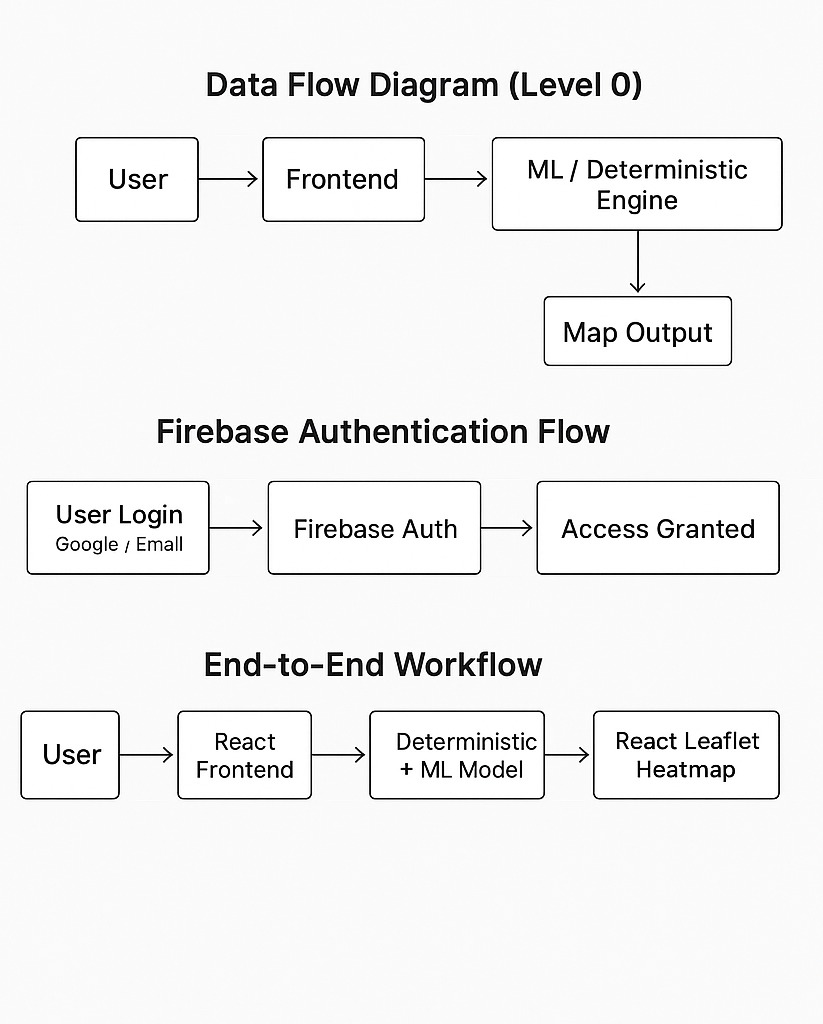 Data Flow Diagram (Level 0)
User
Frontend
ML / Deterministic
Engine
Map Output
Firebase Authentication Flow
User Login
Google / Emall
Firebase Auth
Access Granted
End-to-End Workflow
User
React
Frontend
Deterministic
+ ML Model
React Leaflet
Heatmap